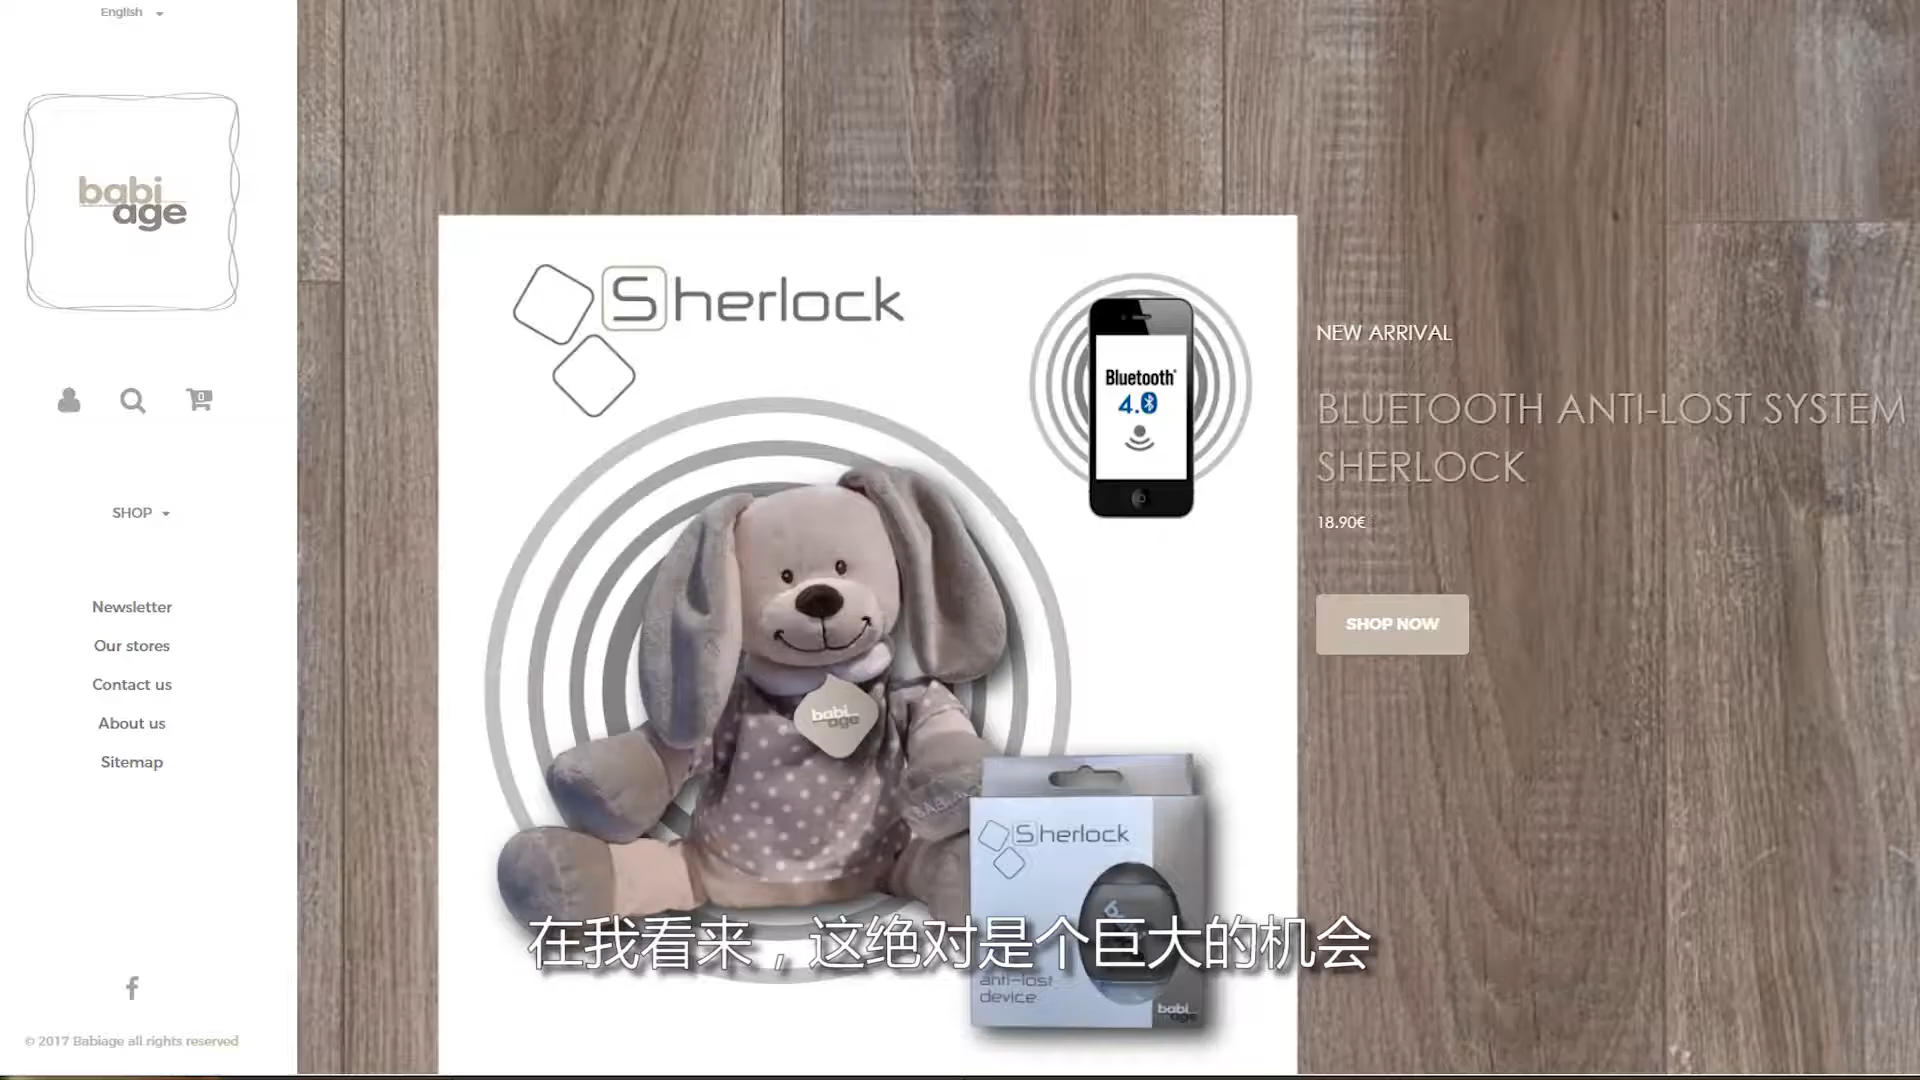 English
babi
age
0
SHOP
Newsletter
Our stores
Contact us
About us
Sitemap
© 2017 Babiage all rights reserved
Sherlock
Bluetooth
4.0
babi
age
Sherlock
anti-lost
device
babi
age
NEW ARRIVAL
BLUETOOTH ANTI-LOST SYSTEM
SHERLOCK
18.90€
SHOP NOW
在我看来，这绝对是个巨大的机会